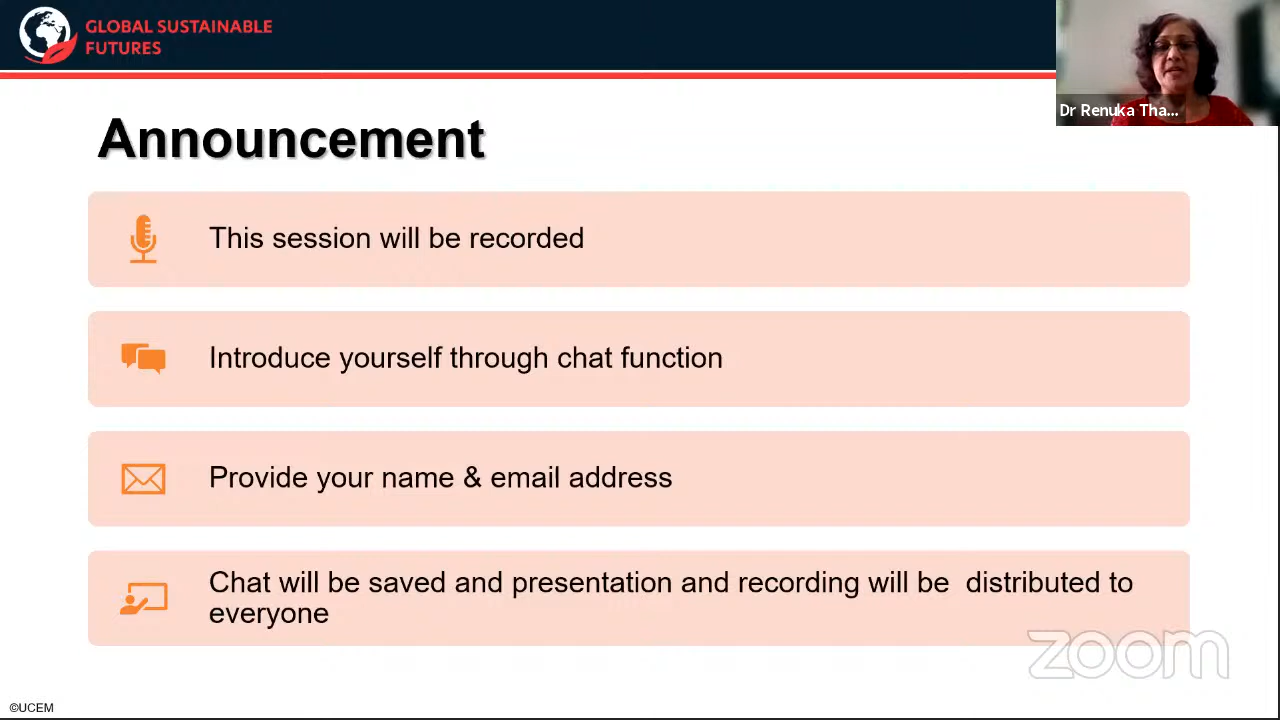 GLOBAL SUSTAINABLE
FUTURES
Dr Renuka Tha...
Announcement
This session will be recorded
Introduce yourself through chat function
Provide your name & email address
Chat will be saved and presentation and recording will be  distributed to
everyone
zoom
©UCEM